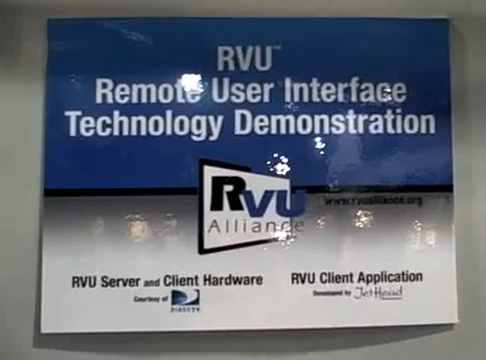 RVU™
Remote User Interface
Technology Demonstration
RVU
Alliance
www.rvualliance.org
RVU Server and Client Hardware
Courtesy of DIRECTV
RVU Client Application
Developed by JetHead